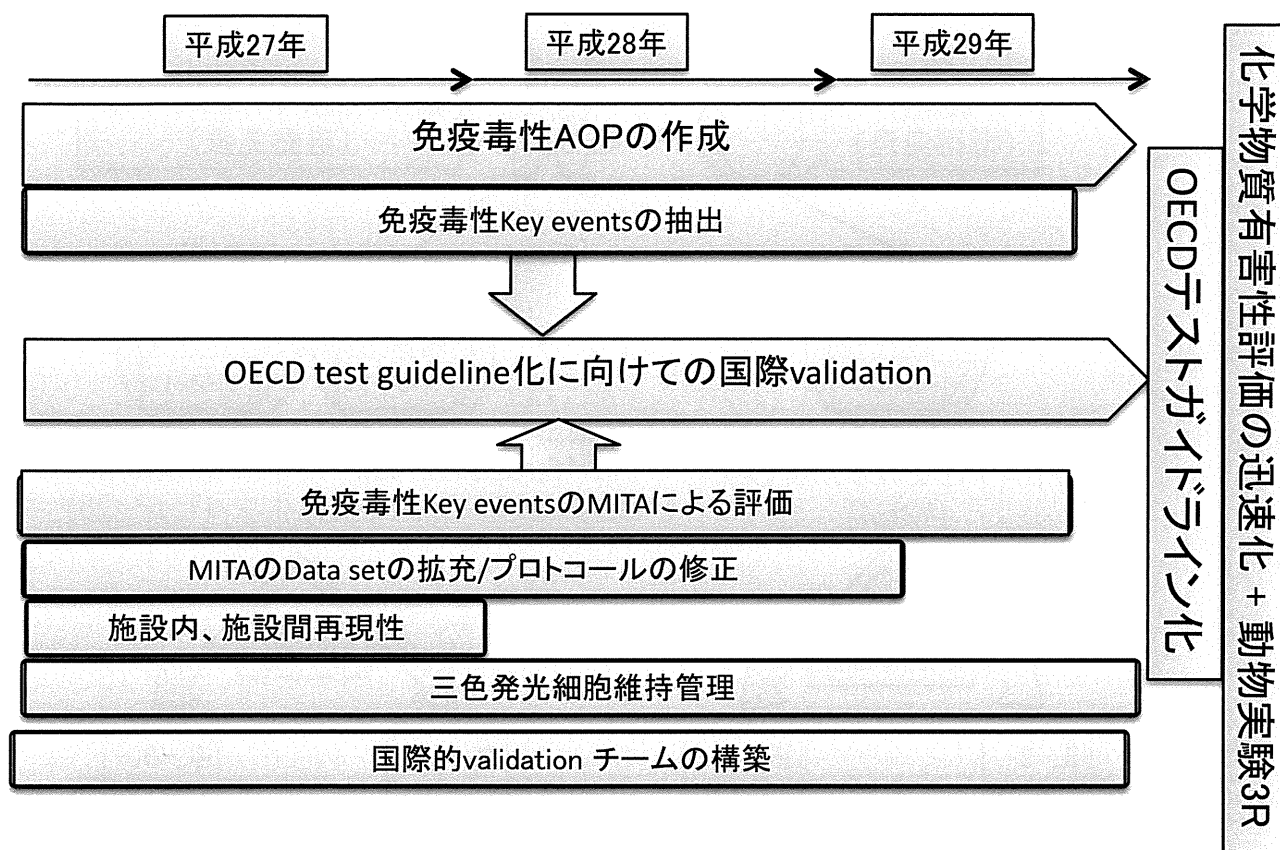 平成27年
平成28年
平成29年
免疫毒性AOPの作成
免疫毒性Key eventsの抽出
OECD test guideline化に向けての国際validation
免疫毒性Key eventsのMITAによる評価
MITAのData setの拡充/プロトコールの修正
施設内、施設間再現性
三色発光細胞維持管理
国際的validation チームの構築
OECDテストガイドライン化
化学物質有害性評価の迅速化 + 動物実験3R